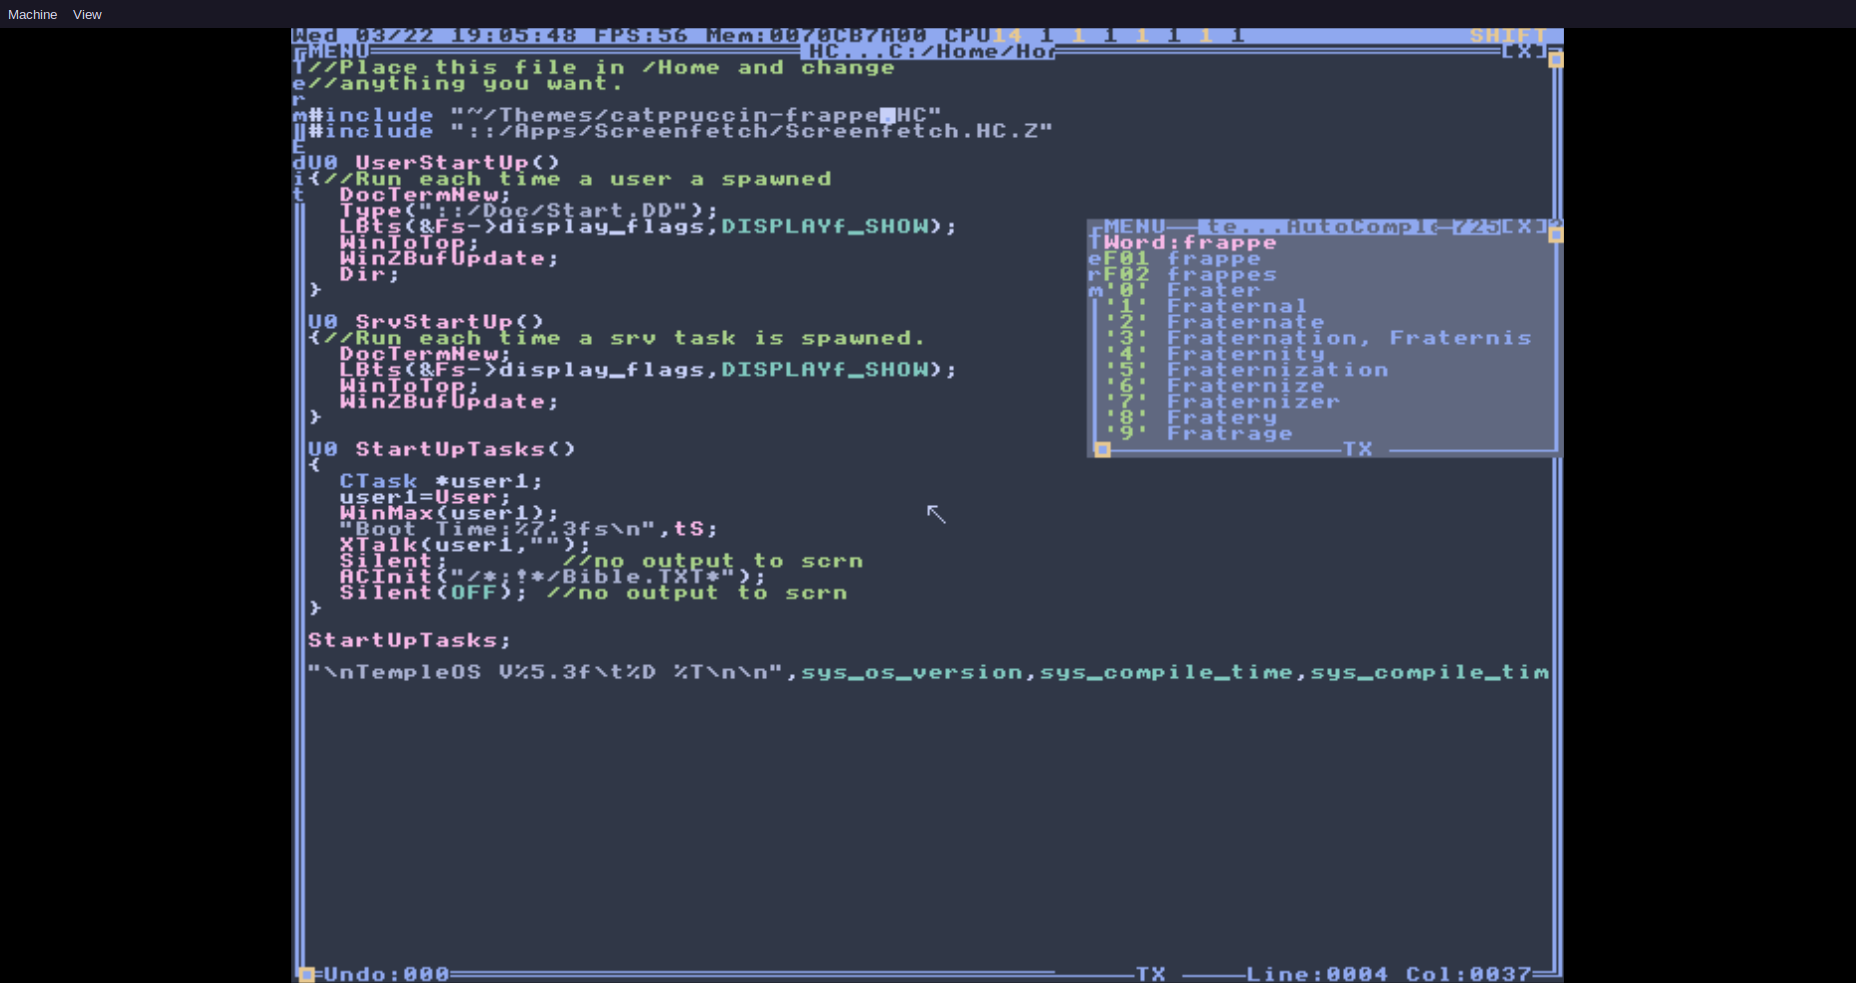 Machine View
Wed 03/22 19:05:48 FPS:56 Mem:0070CB7A00 CPU14 1 1 1 1 1 1 1 SHIFT
MENU HC...C:/Home/Hor [X]
Term
Edit
//Place this file in /Home and change
//anything you want.
#include "~/Themes/catppuccin-frappe.HC"
#include "::/Apps/Screenfetch/Screenfetch.HC.Z"
U0 UserStartUp()
{//Run each time a user a spawned
DocTermNew;
Type("::/Doc/Start.DD");
LBts(&Fs->display_flags,DISPLAYf_SHOW);
WinToTop;
WinZBufUpdate;
Dir;
}
U0 SrvStartUp()
{//Run each time a srv task is spawned.
DocTermNew;
LBts(&Fs->display_flags,DISPLAYf_SHOW);
WinToTop;
WinZBufUpdate;
}
U0 StartUpTasks()
{
CTask *user1;
user1=User;
WinMax(user1);
"Boot Time:%7.3fs\n",tS;
XTalk(user1,"");
Silent; //no output to scrn
ACInit("/*;!*/Bible.TXT*");
Silent(OFF); //no output to scrn
}
StartUpTasks;
"\nTempleOS V%5.3f\t%D %T\n\n",sys_os_version,sys_compile_time,sys_compile_tim
MENU te...AutoComple 725[X]
Term
Word:frappe
F01 frappe
F02 frappes
'0' Frater
'1' Fraternal
'2' Fraternate
'3' Fraternation, Fraternis
'4' Fraternity
'5' Fraternization
'6' Fraternize
'7' Fraternizer
'8' Fratery
'9' Fratrage
TX
Undo:000 TX Line:0004 Col:0037